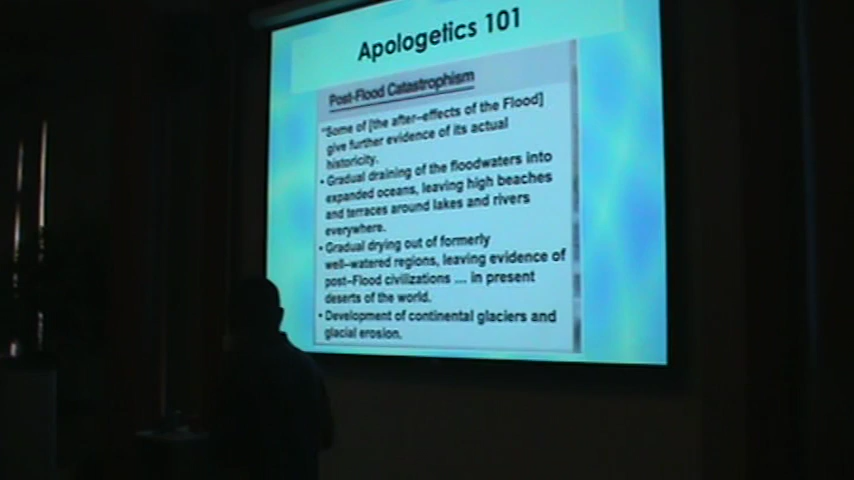 Apologetics 101
Post-Flood Catastrophism
"Some of [the after-effects of the Flood]
give further evidence of its actual
historicity.
• Gradual draining of the floodwaters into
expanded oceans, leaving high beaches
and terraces around lakes and rivers
everywhere.
• Gradual drying out of formerly
well-watered regions, leaving evidence of
post-Flood civilizations ... in present
deserts of the world.
• Development of continental glaciers and
glacial erosion.